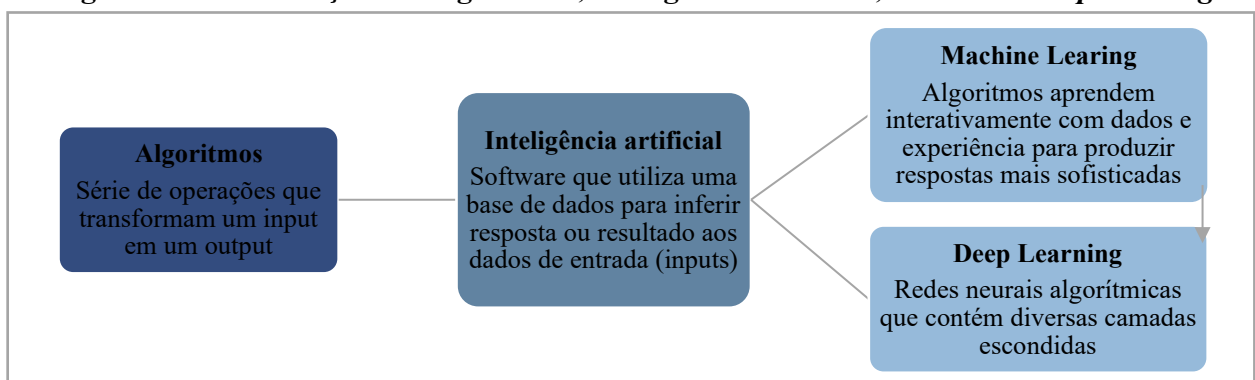 Algoritmos
Série de operações que
transformam um input
em um output
Inteligência artificial
Software que utiliza uma
base de dados para inferir
resposta ou resultado aos
dados de entrada (inputs)
Machine Learing
Algoritmos aprendem
interativamente com dados e
experiência para produzir
respostas mais sofisticadas
Deep Learning
Redes neurais algorítmicas
que contém diversas camadas
escondidas